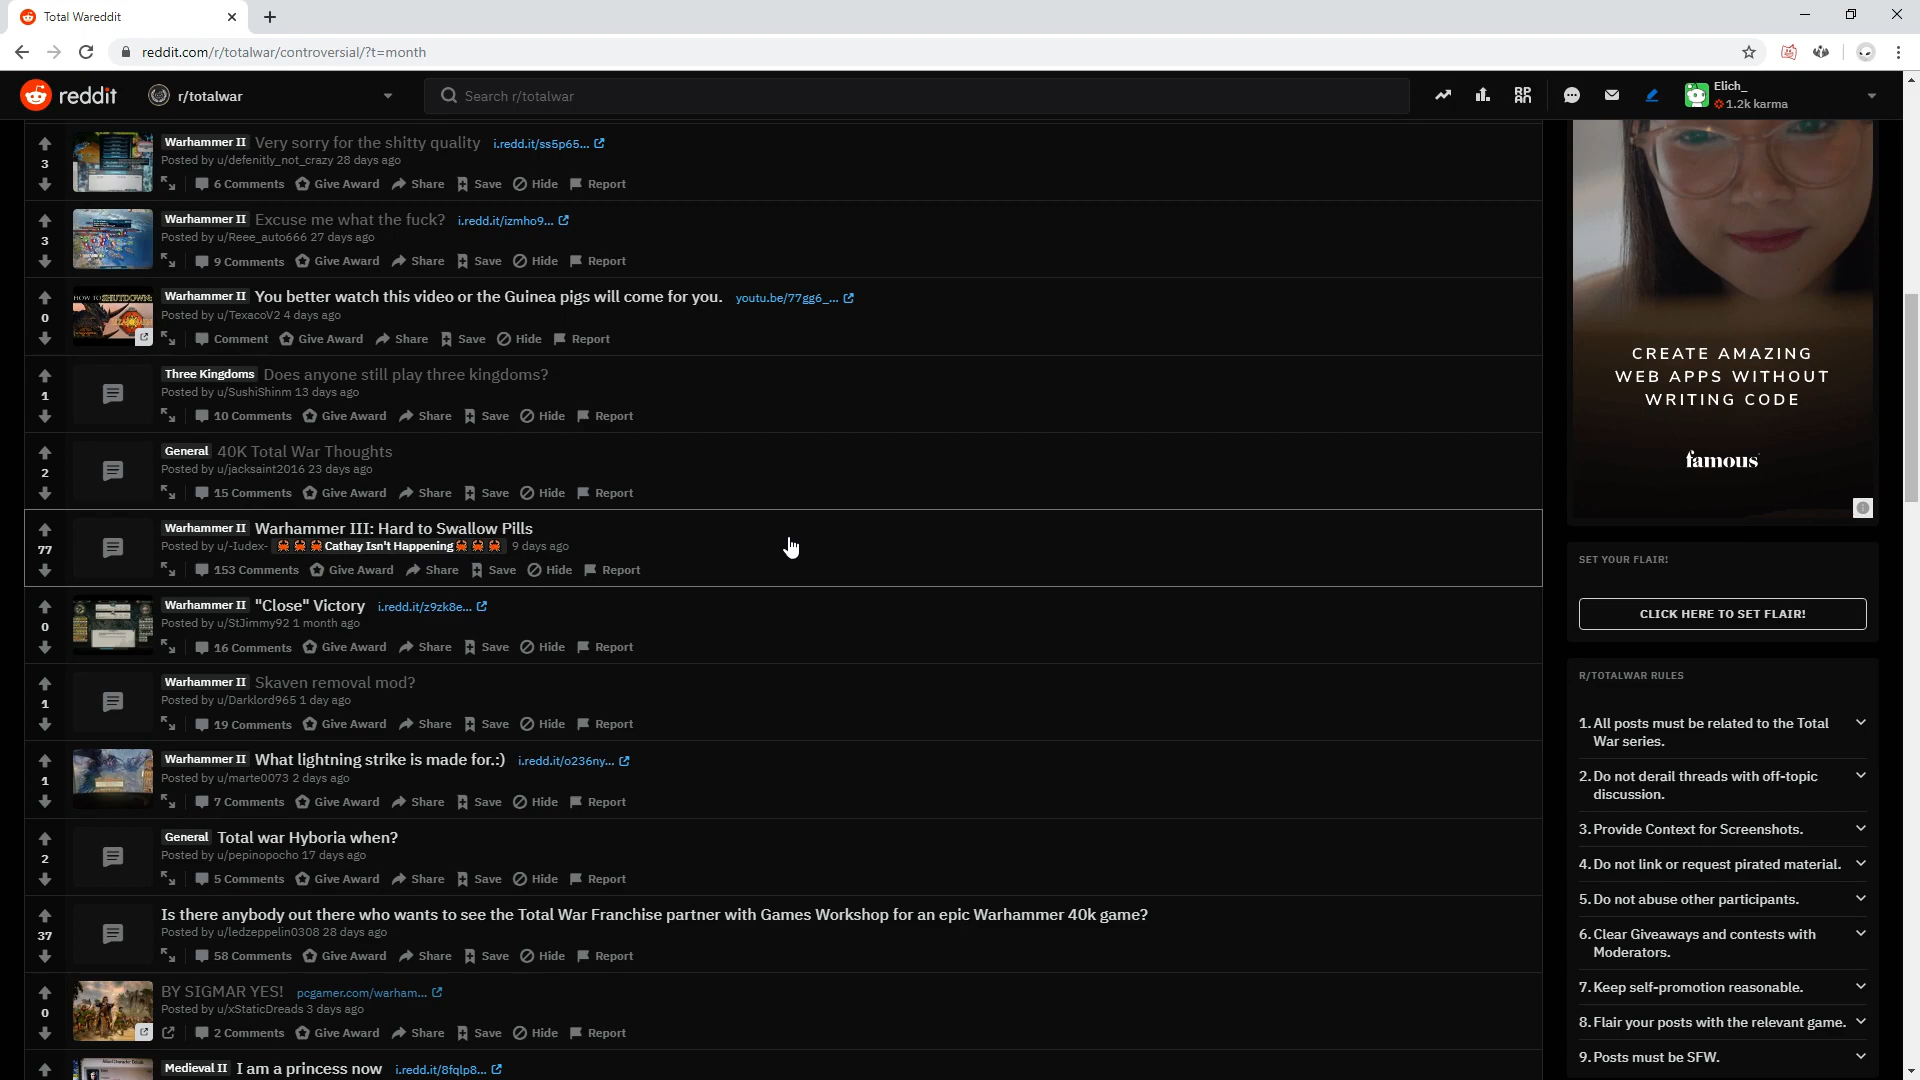 Total Wareddit
reddit.com/r/totalwar/controversial/?t=month
reddit
r/totalwar
Search r/totalwar
Elich_
1.2k karma
3
Warhammer II Very sorry for the shitty quality i.redd.it/ss5p65...
Posted by u/defenitly_not_crazy 28 days ago
6 Comments Give Award Share Save Hide Report
3
Warhammer II Excuse me what the fuck? i.redd.it/izmho9...
Posted by u/Reee_auto666 27 days ago
9 Comments Give Award Share Save Hide Report
0
HOW TO SHUTDOWN:
Warhammer II You better watch this video or the Guinea pigs will come for you. youtu.be/77gg6_...
Posted by u/TexacoV2 4 days ago
Comment Give Award Share Save Hide Report
1
Three Kingdoms Does anyone still play three kingdoms?
Posted by u/SushiShinm 13 days ago
10 Comments Give Award Share Save Hide Report
2
General 40K Total War Thoughts
Posted by u/jacksaint2016 23 days ago
15 Comments Give Award Share Save Hide Report
77
Warhammer II Warhammer III: Hard to Swallow Pills
Posted by u/-Iudex- 🦀🦀🦀Cathay Isn't Happening🦀🦀🦀 9 days ago
153 Comments Give Award Share Save Hide Report
0
Warhammer II "Close" Victory i.redd.it/z9zk8e...
Posted by u/StJimmy92 1 month ago
16 Comments Give Award Share Save Hide Report
1
Warhammer II Skaven removal mod?
Posted by u/Darklord965 1 day ago
19 Comments Give Award Share Save Hide Report
1
Warhammer II What lightning strike is made for.:) i.redd.it/o236ny...
Posted by u/marte0073 2 days ago
7 Comments Give Award Share Save Hide Report
2
General Total war Hyboria when?
Posted by u/pepinopocho 17 days ago
5 Comments Give Award Share Save Hide Report
37
Is there anybody out there who wants to see the Total War Franchise partner with Games Workshop for an epic Warhammer 40k game?
Posted by u/ledzeppelin0308 28 days ago
58 Comments Give Award Share Save Hide Report
0
BY SIGMAR YES! pcgamer.com/warham...
Posted by u/xStaticDreads 3 days ago
2 Comments Give Award Share Save Hide Report
Medieval II I am a princess now i.redd.it/8fqlp8...
CREATE AMAZING
WEB APPS WITHOUT
WRITING CODE
famous
SET YOUR FLAIR!
CLICK HERE TO SET FLAIR!
R/TOTALWAR RULES
1. All posts must be related to the Total
War series.
2. Do not derail threads with off-topic
discussion.
3. Provide Context for Screenshots.
4. Do not link or request pirated material.
5. Do not abuse other participants.
6. Clear Giveaways and contests with
Moderators.
7. Keep self-promotion reasonable.
8. Flair your posts with the relevant game.
9. Posts must be SFW.